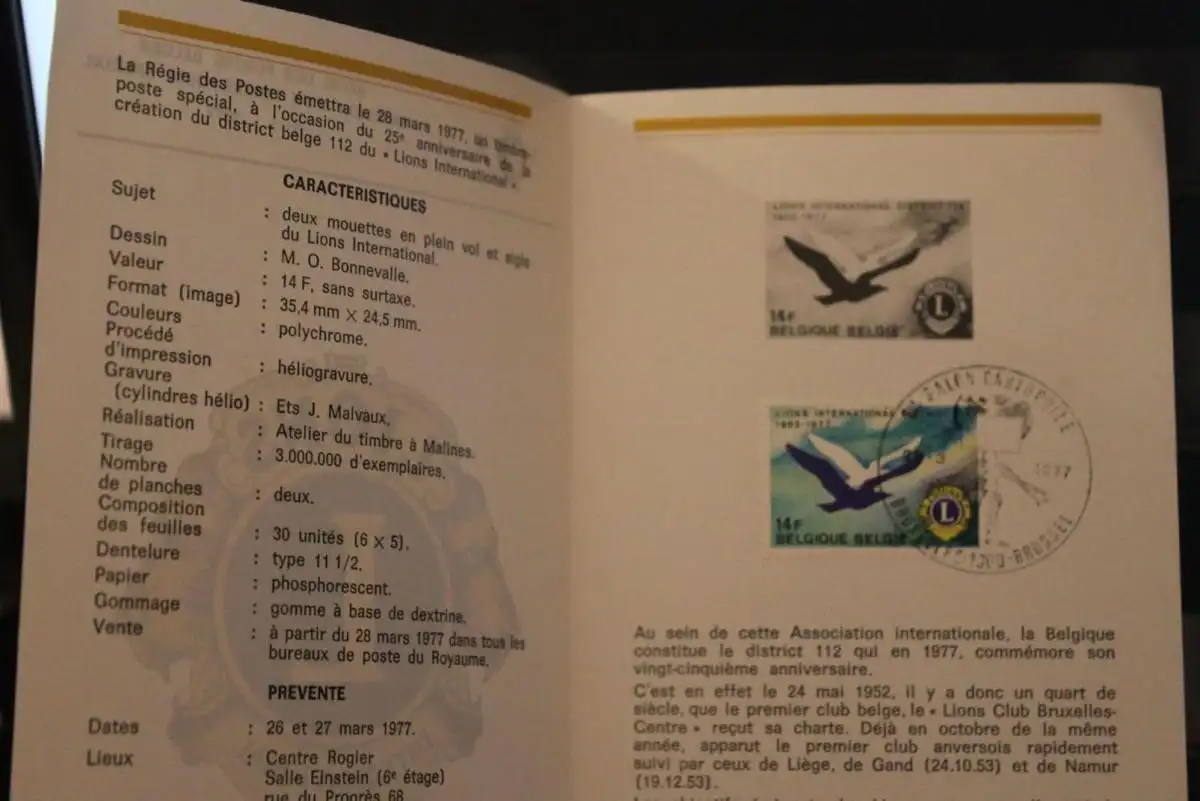 La Régie des Postes émettra le 28 mars 1977, un timbre-
poste spécial, à l'occasion du 25e anniversaire de la
création du district belge 112 du « Lions International ».
CARACTERISTIQUES
Sujet : deux mouettes en plein vol et sigle
du Lions International.
Dessin : M. O. Bonnevalle.
Valeur : 14 F, sans surtaxe.
Format (image) : 35,4 mm × 24,5 mm.
Couleurs : polychrome.
Procédé
d'impression : héliogravure.
Gravure
(cylindres hélio) : Ets J. Malvaux.
Réalisation : Atelier du timbre à Malines.
Tirage : 3.000.000 d'exemplaires.
Nombre
de planches : deux.
Composition
des feuilles : 30 unités (6 × 5).
Dentelure : type 11 1/2.
Papier : phosphorescent.
Gommage : gomme à base de dextrine.
Vente : à partir du 28 mars 1977 dans tous les
bureaux de poste du Royaume.
PREVENTE
Dates : 26 et 27 mars 1977.
Lieux : Centre Rogier
Salle Einstein (6e étage)
rue du Progrès 68
LIONS INTERNATIONAL DISTRICT 112
1952-1977
L
14F
BELGIQUE BELGIË
LIONS INTERNATIONAL
1952-1977
L
14F
BELGIQUE BELGIË
SALON
1977
BRUSSEL
Au sein de cette Association internationale, la Belgique
constitue le district 112 qui en 1977, commémore son
vingt-cinquième anniversaire.
C'est en effet le 24 mai 1952, il y a donc un quart de
siècle, que le premier club belge, le « Lions Club Bruxelles-
Centre » reçut sa charte. Déjà en octobre de la même
année, apparut le premier club anversois rapidement
suivi par ceux de Liège, de Gand (24.10.53) et de Namur
(19.12.53).